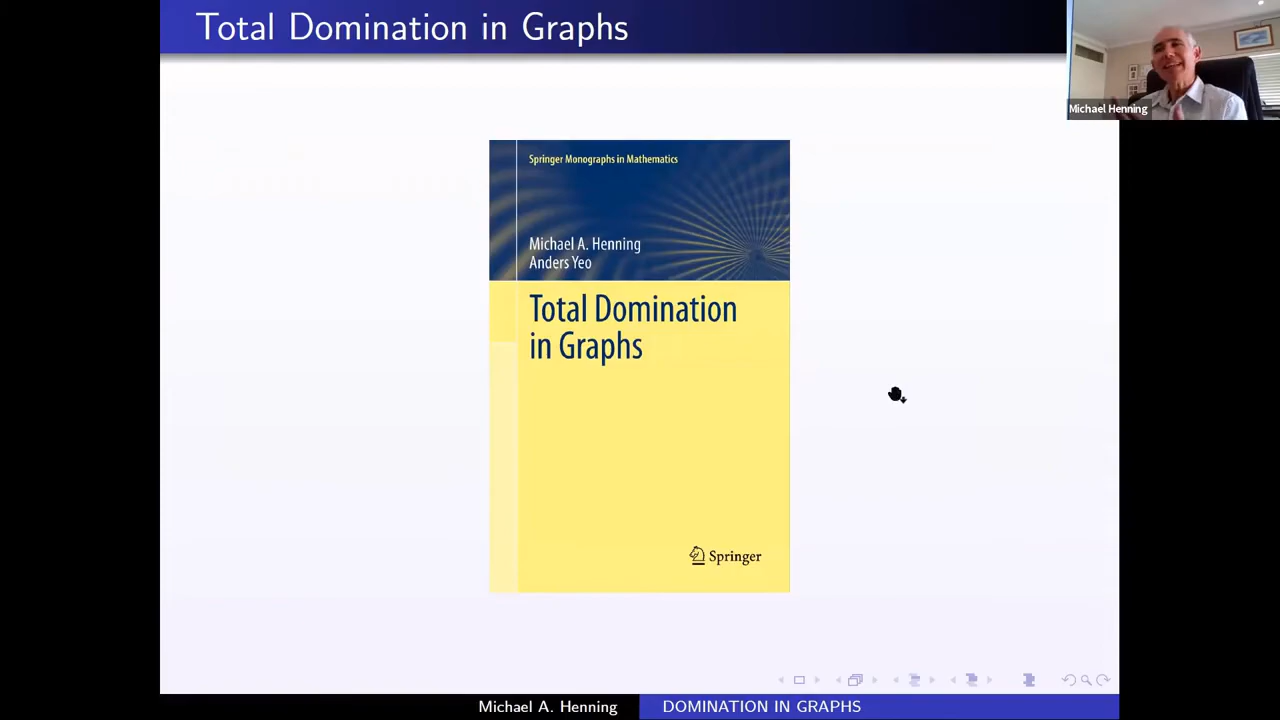 Total Domination in Graphs
Michael Henning
Springer Monographs in Mathematics
Michael A. Henning
Anders Yeo
Total Domination
in Graphs
Springer
Michael A. Henning
DOMINATION IN GRAPHS